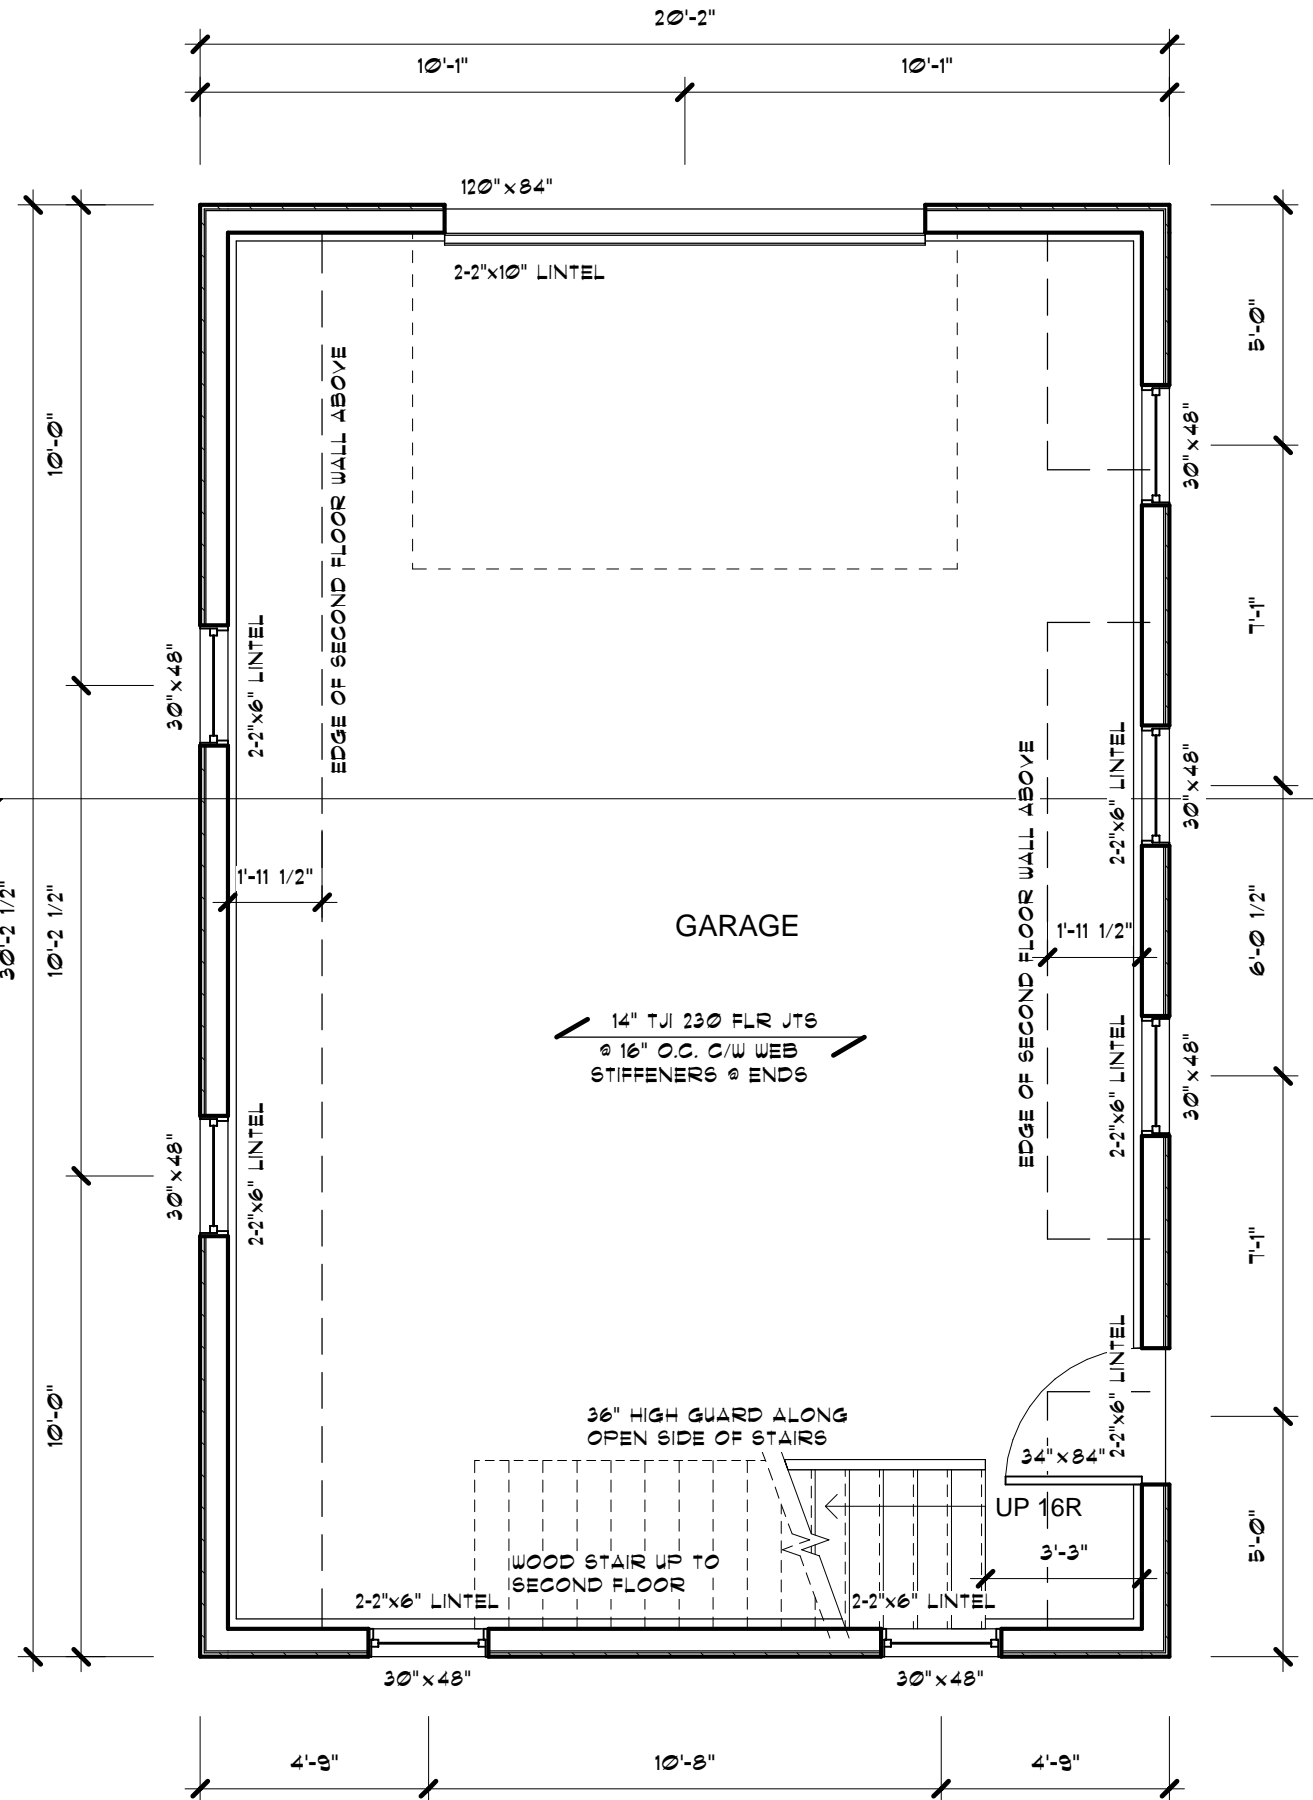 20'-2"
10'-1"
10'-1"
120"x84"
2-2"x10" LINTEL
5'-0"
30"x48"
10'-0"
EDGE OF SECOND FLOOR WALL ABOVE
7'-1"
30"x48"
2-2"x6" LINTEL
2-2"x6" LINTEL
30"x48"
EDGE OF SECOND FLOOR WALL ABOVE
1'-11 1/2"
30'-2 1/2"
10'-2 1/2"
GARAGE
1'-11 1/2"
6'-0 1/2"
14" TJI 230 FLR JTS
@ 16" O.C. C/W WEB
STIFFENERS @ ENDS
2-2"x6" LINTEL
30"x48"
30"x48"
2-2"x6" LINTEL
7'-1"
10'-0"
36" HIGH GUARD ALONG
OPEN SIDE OF STAIRS
2-2"x6" LINTEL
34"x84"
UP 16R
3'-3"
5'-0"
WOOD STAIR UP TO
SECOND FLOOR
2-2"x6" LINTEL
2-2"x6" LINTEL
30"x48"
30"x48"
4'-9"
10'-8"
4'-9"